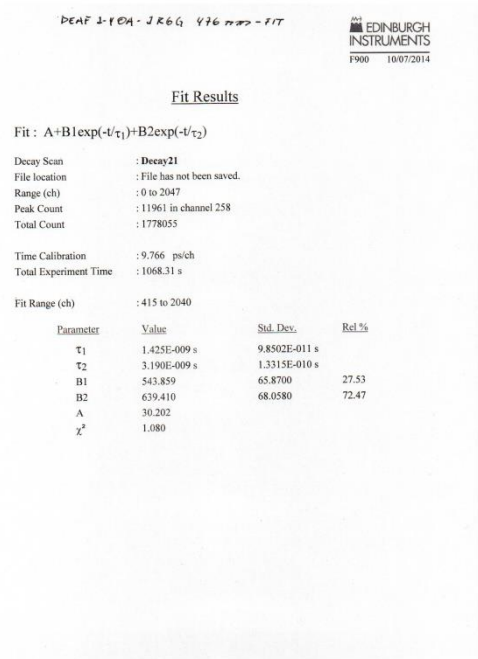 476
FIT
EDINBURGH
INSTRUMENTS
F900 10/07/2014
Fit Results
Fit : A+B1exp(-t/τ1)+B2exp(-t/τ2)
Decay Scan : Decay21
File location : File has not been saved.
Range (ch) : 0 to 2047
Peak Count : 11961 in channel 258
Total Count : 1778055
Time Calibration : 9.766 ps/ch
Total Experiment Time : 1068.31 s
Fit Range (ch) : 415 to 2040
Parameter Value Std. Dev. Rel %
τ1 1.425E-009 s 9.8502E-011 s
τ2 3.190E-009 s 1.3315E-010 s
B1 543.859 65.8700 27.53
B2 639.410 68.0580 72.47
A 30.202
χ² 1.080